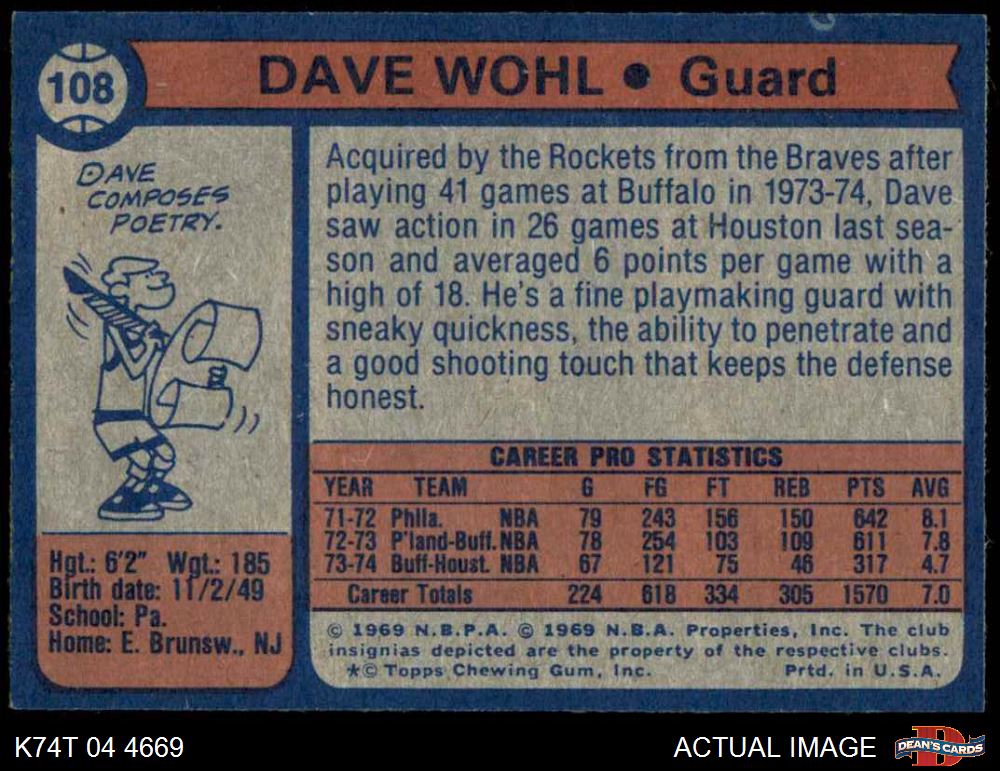 108
DAVE WOHL • Guard
DAVE
COMPOSES
POETRY.
Acquired by the Rockets from the Braves after
playing 41 games at Buffalo in 1973-74, Dave
saw action in 26 games at Houston last sea-
son and averaged 6 points per game with a
high of 18. He's a fine playmaking guard with
sneaky quickness, the ability to penetrate and
a good shooting touch that keeps the defense
honest.
Hgt.: 6'2" Wgt.: 185
Birth date: 11/2/49
School: Pa.
Home: E. Brunsw., NJ
CAREER PRO STATISTICS
YEAR TEAM G FG FT REB PTS AVG
71-72 Phila. NBA 79 243 156 150 642 8.1
72-73 P'land-Buff. NBA 78 254 103 109 611 7.8
73-74 Buff-Houst. NBA 67 121 75 46 317 4.7
Career Totals 224 618 334 305 1570 7.0
© 1969 N.B.P.A. © 1969 N.B.A. Properties, Inc. The club
insignias depicted are the property of the respective clubs.
*© Topps Chewing Gum, Inc. Prtd. in U.S.A.
K74T 04 4669
ACTUAL IMAGE
D
DEAN'S CARDS